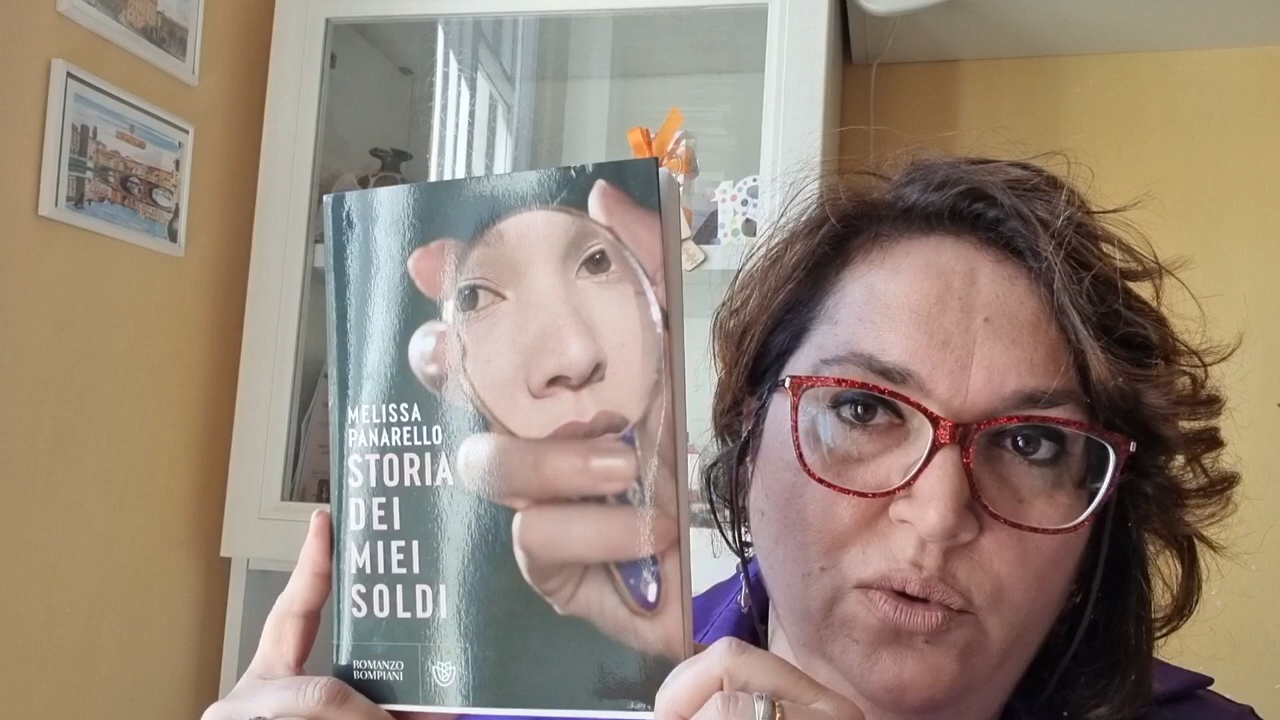 MELISSA
PANARELLO
STORIA
DEI
MIEI
SOLDI
ROMANZO
BOMPIANI